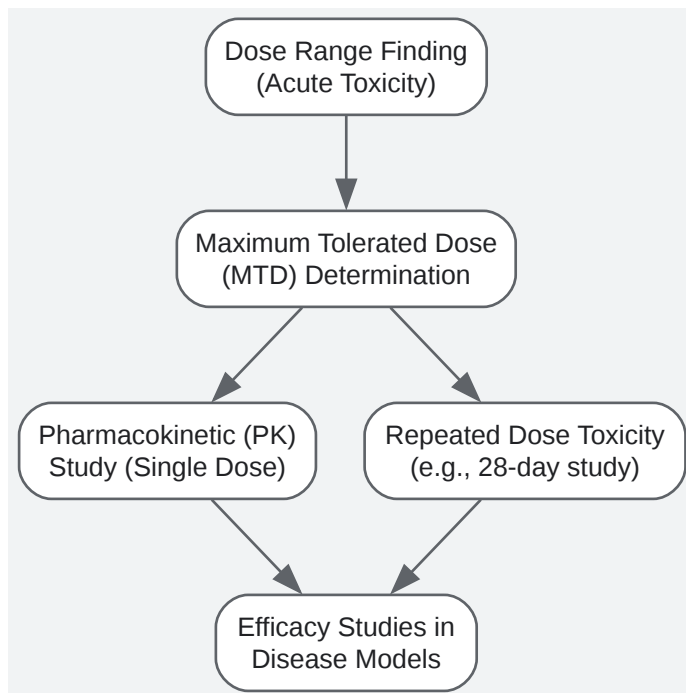 Dose Range Finding
(Acute Toxicity)
Maximum Tolerated Dose
(MTD) Determination
Pharmacokinetic (PK)
Study (Single Dose)
Repeated Dose Toxicity
(e.g., 28-day study)
Efficacy Studies in
Disease Models